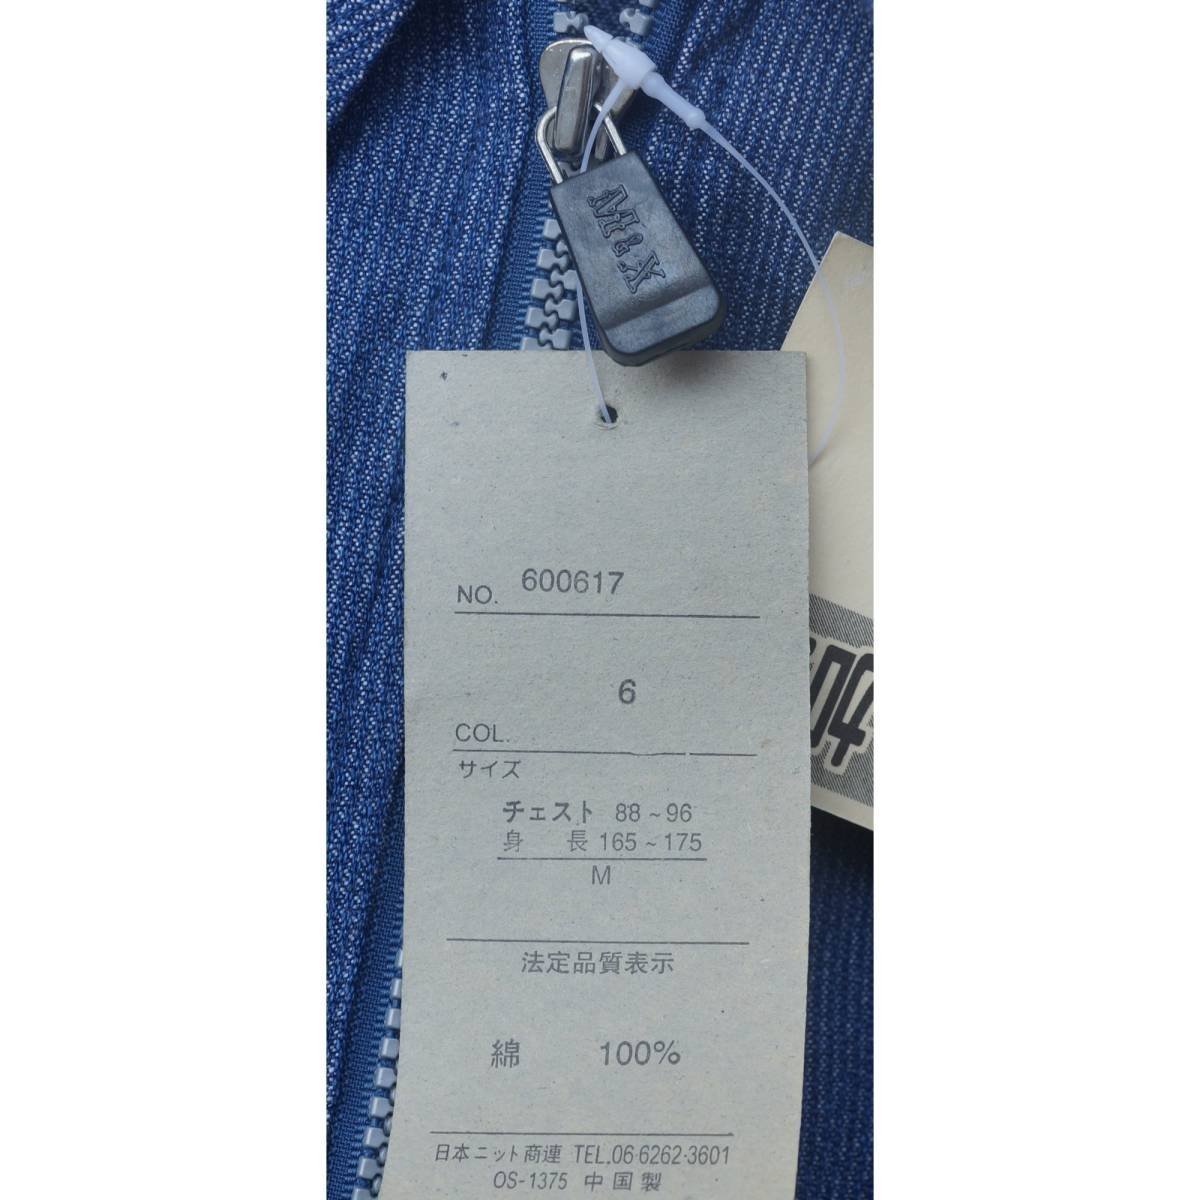 M&X
NO. 600617
6
COL.
サイズ
チェスト 88~96
身 長 165~175
M
法定品質表示
綿 100%
日本ニット商連 TEL.06-6262-3601
OS-1375 中国製